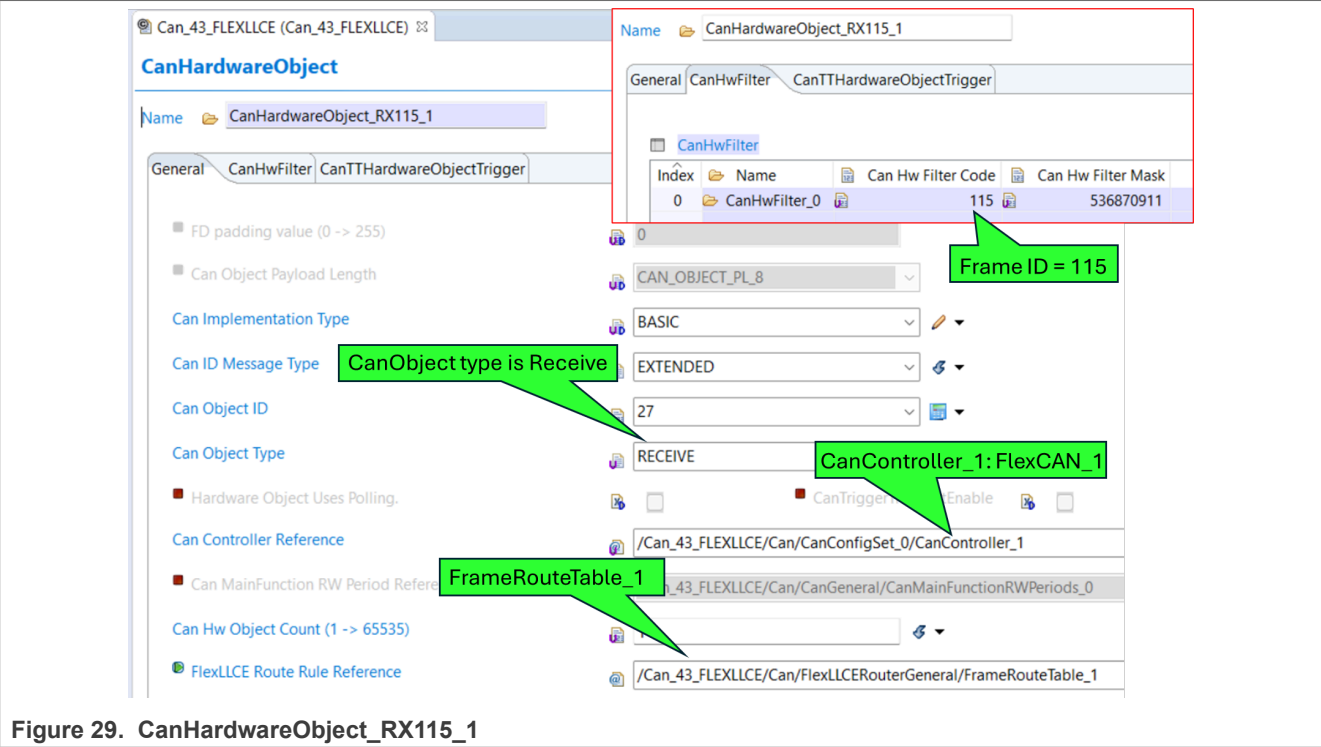 Can_43_FLEXLLCE (Can_43_FLEXLLCE)
CanHardwareObject
Name CanHardwareObject_RX115_1
General CanHwFilter CanTTHardwareObjectTrigger
Name CanHardwareObject_RX115_1
General CanHwFilter CanTTHardwareObjectTrigger
CanHwFilter
Index Name Can Hw Filter Code Can Hw Filter Mask
0 CanHwFilter_0 115 536870911
Frame ID = 115
FD padding value (0 -> 255) 0
Can Object Payload Length CAN_OBJECT_PL_8
Can Implementation Type BASIC
CanObject type is Receive
Can ID Message Type EXTENDED
Can Object ID 27
Can Object Type RECEIVE
CanController_1: FlexCAN_1
Hardware Object Uses Polling. Enable
Can Controller Reference /Can_43_FLEXLLCE/Can/CanConfigSet_0/CanController_1
FrameRouteTable_1
Can MainFunction RW Period Refere _43_FLEXLLCE/Can/CanGeneral/CanMainFunctionRWPeriods_0
Can Hw Object Count (1 -> 65535)
FlexLLCE Route Rule Reference /Can_43_FLEXLLCE/Can/FlexLLCERouterGeneral/FrameRouteTable_1
Figure 29. CanHardwareObject_RX115_1